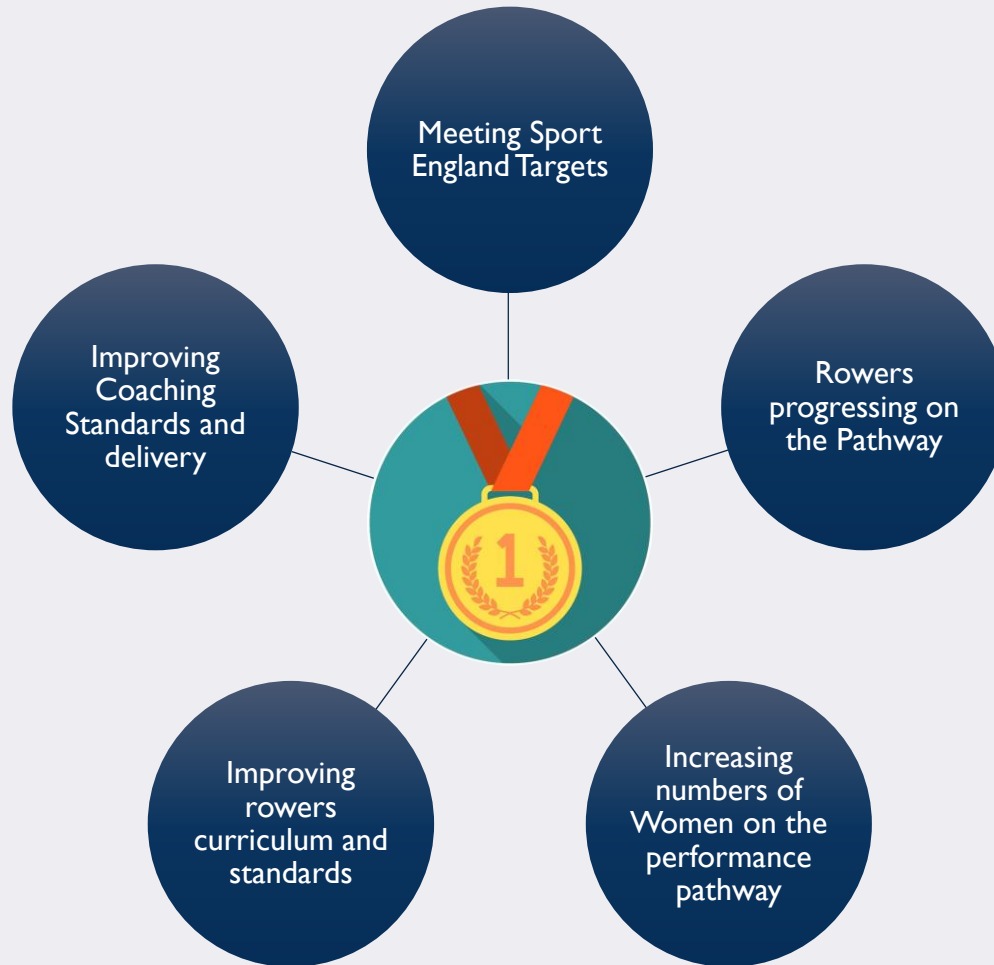 Meeting Sport
England Targets
Rowers
progressing on
the Pathway
Increasing
numbers of
Women on the
performance
pathway
Improving
rowers
curriculum and
standards
Improving
Coaching
Standards and
delivery
1